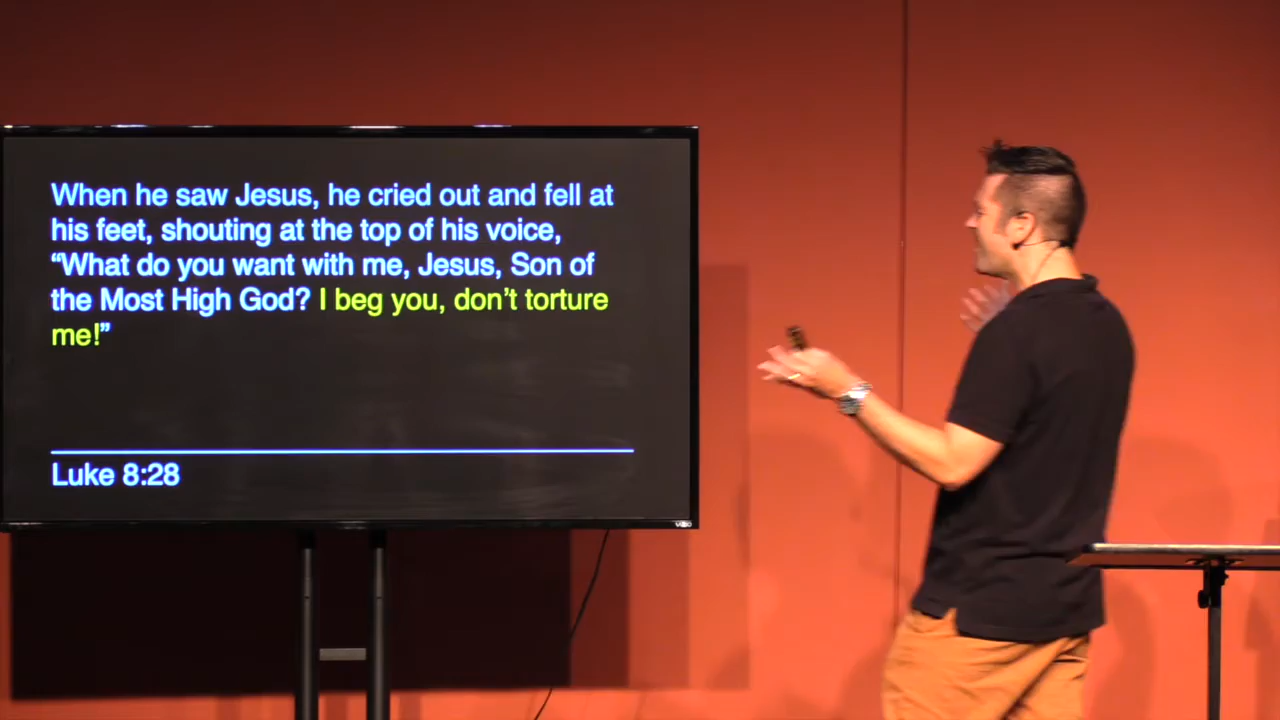 When he saw Jesus, he cried out and fell at
his feet, shouting at the top of his voice,
“What do you want with me, Jesus, Son of
the Most High God? I beg you, don’t torture
me!”
Luke 8:28
VIZIO